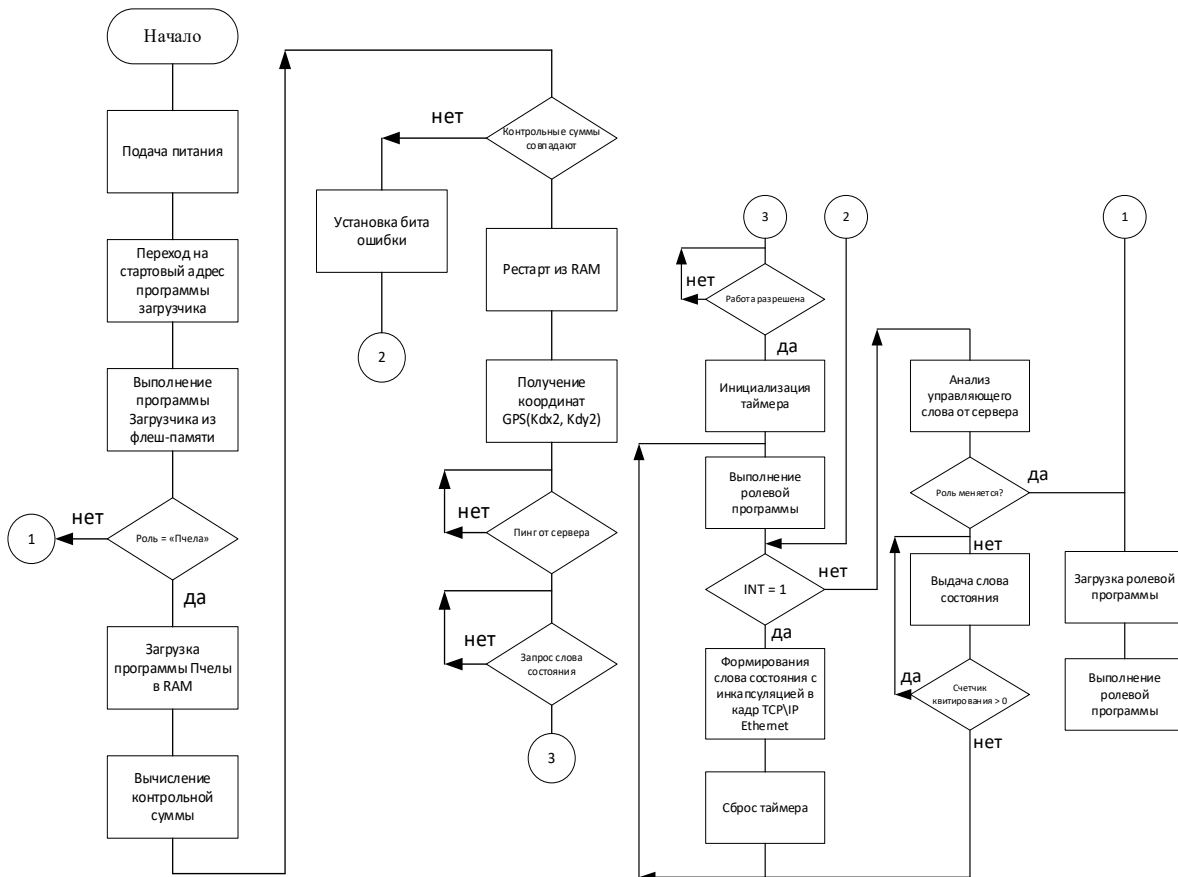 Начало
Подача питания
Переход на
стартовый адрес
программы
загрузчика
Выполнение
программы
Загрузчика из
флеш-памяти
нет
Роль = «Пчела»
1
да
Загрузка
программы Пчелы
в RAM
Вычисление
контрольной
суммы
нет
Контрольные суммы
совпадают
Установка бита
ошибки
2
Рестарт из RAM
Получение
координат
GPS(Kdx2, Kdy2)
нет
Пинг от сервера
нет
Запрос слова
состояния
3
3
2
нет
Работа разрешена
да
Инициализация
таймера
Выполнение
ролевой
программы
INT = 1
нет
да
Формирования
слова состояния с
инкапсуляцией в
кадр TCP\IP
Ethernet
Сброс таймера
Анализ
управляющего
слова от сервера
Роль меняется?
да
нет
Выдача слова
состояния
да
Счетчик
квитирования > 0
нет
1
Загрузка ролевой
программы
Выполнение
ролевой
программы